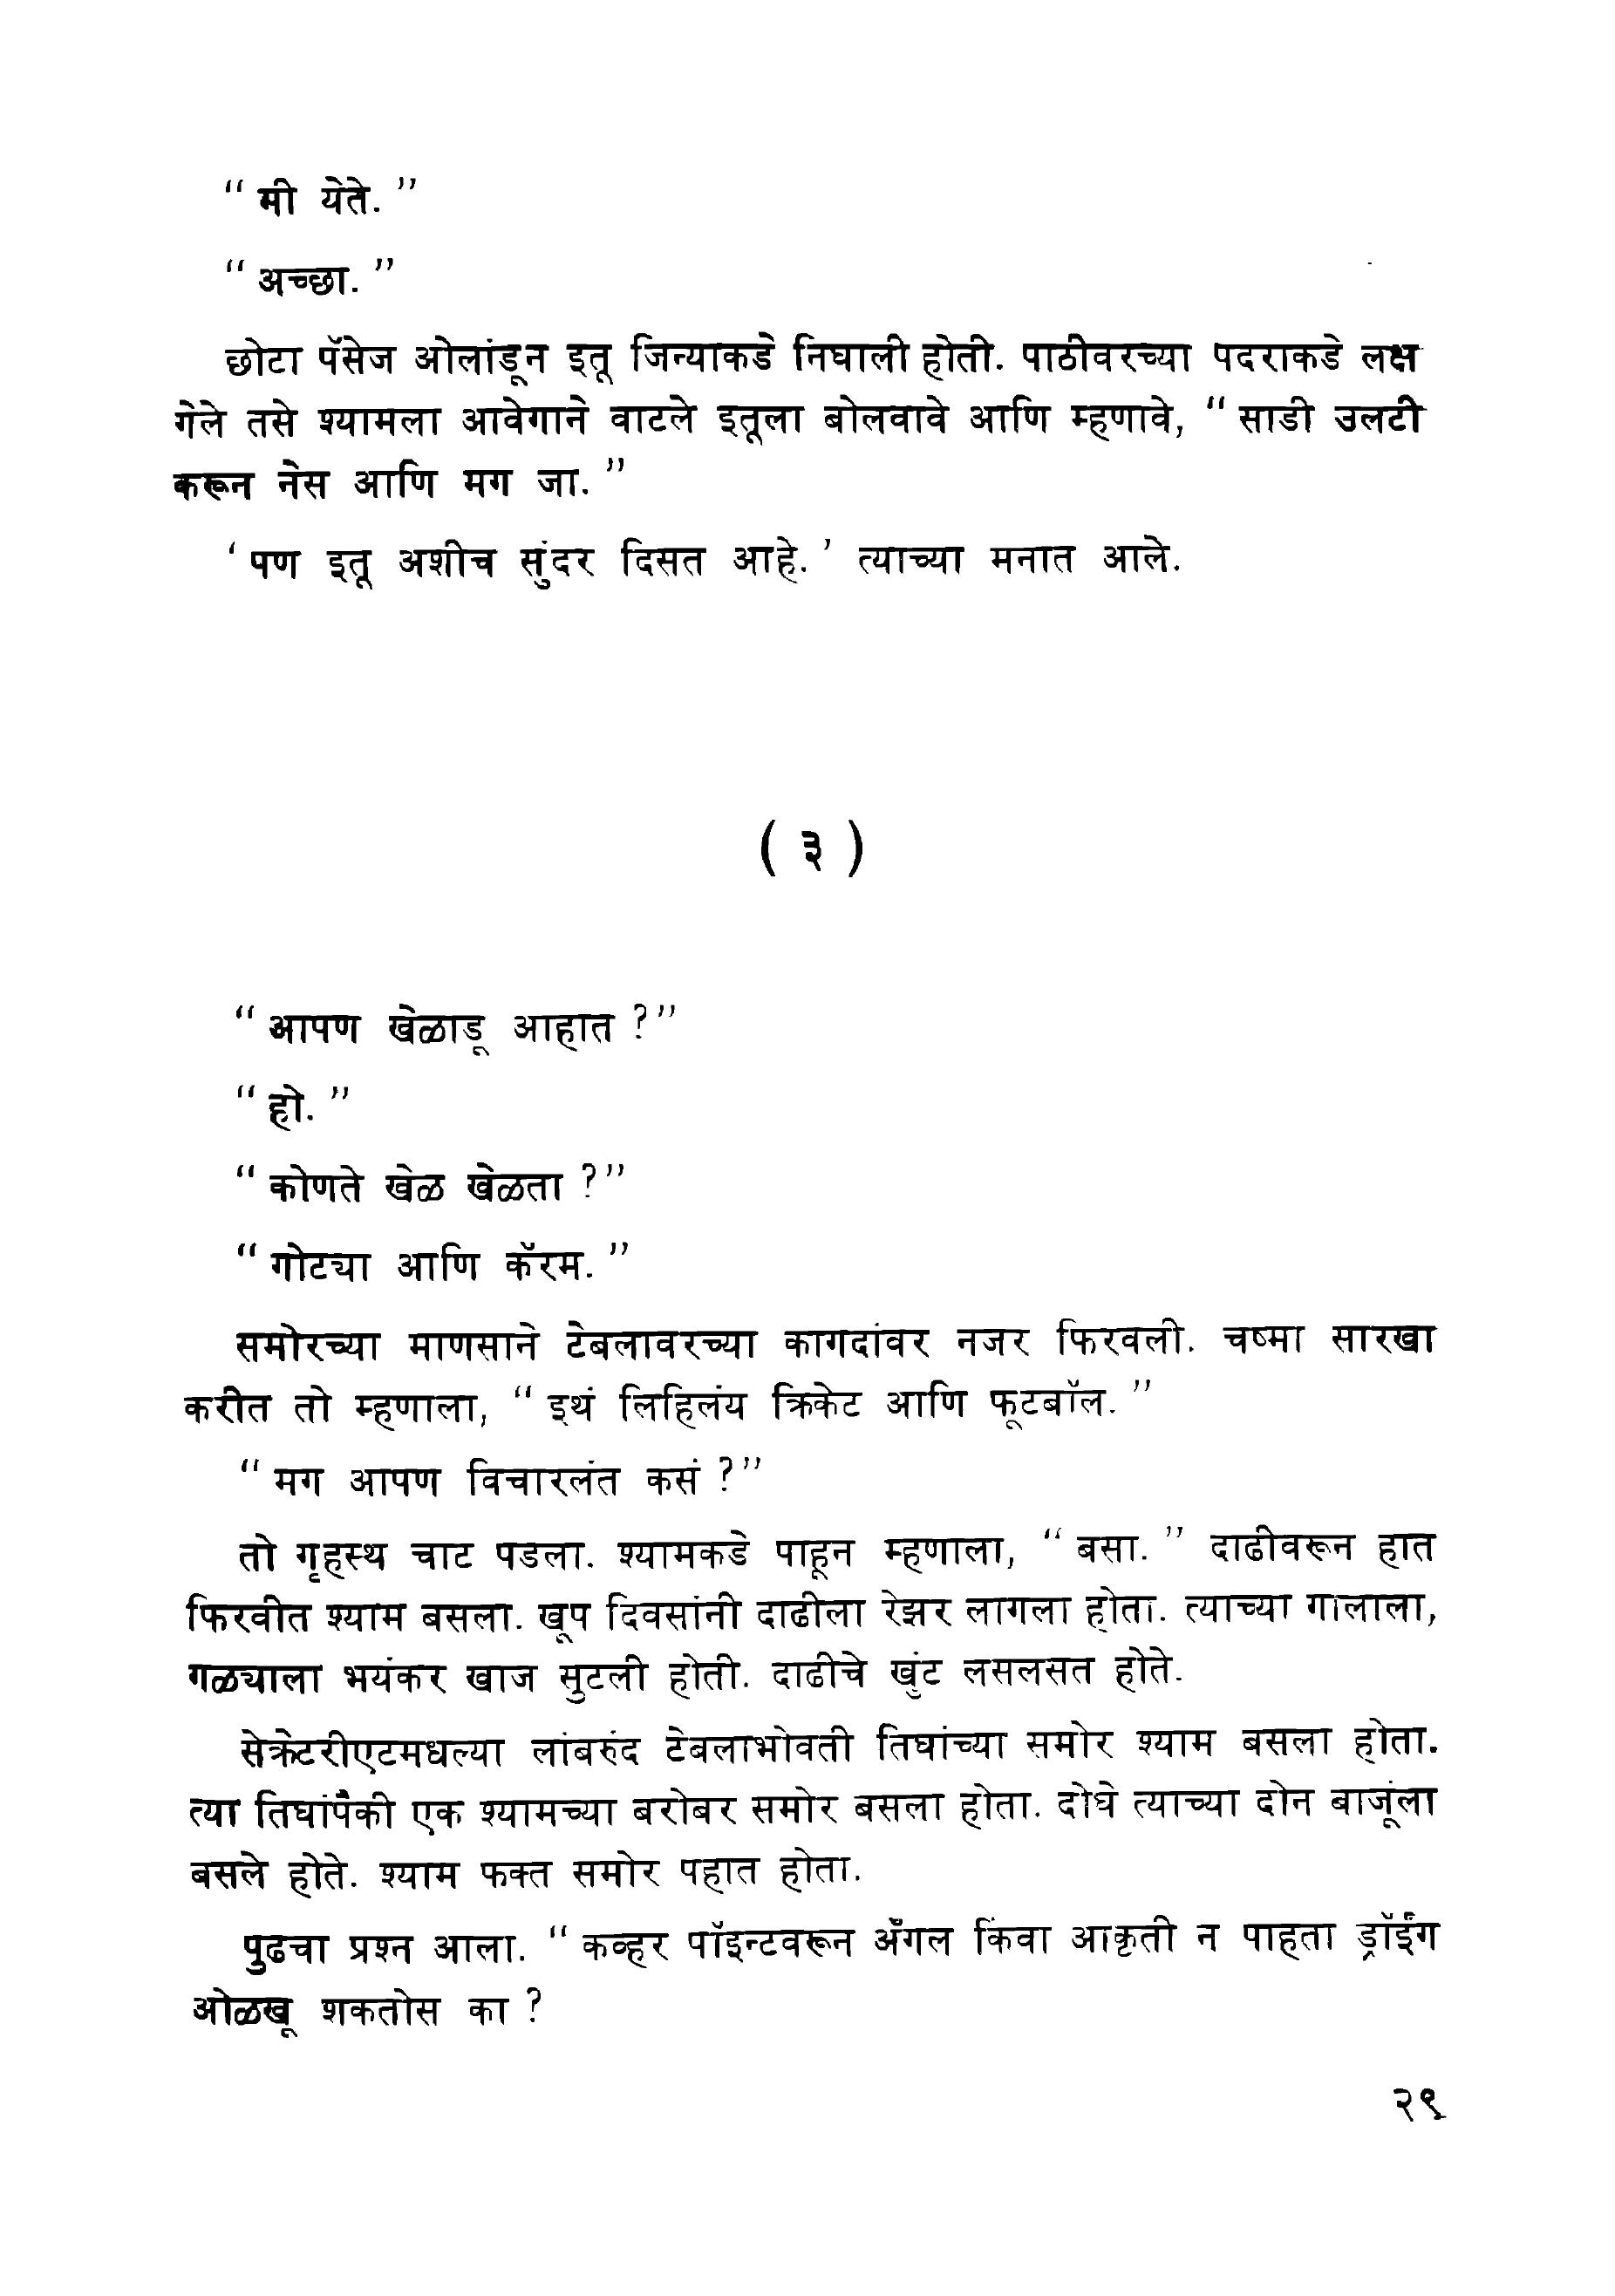 “ मी येते. ”
“ अच्छा. ”
छोटा पॅसेज ओलांडून इतू जिन्याकडे निघाली होती. पाठीवरच्या पदराकडे लक्ष
गेले तसे श्यामला आवेगाने वाटले इतूला बोलवावे आणि म्हणावे, “ साडी उलटी
करून नेस आणि मग जा. ”
‘ पण इतू अशीच सुंदर दिसत आहे. ’ त्याच्या मनात आले.
( ३ )
“ आपण खेळाडू आहात ?”
“ हो. ”
“ कोणते खेळ खेळता ?”
“ गोट्या आणि कॅरम. ”
समोरच्या माणसाने टेबलावरच्या कागदांवर नजर फिरवली. चष्मा सारखा
करीत तो म्हणाला, “ इथं लिहिलंय क्रिकेट आणि फूटबॉल. ”
“ मग आपण विचारलंत कसं ?”
तो गृहस्थ चाट पडला. श्यामकडे पाहून म्हणाला, “ बसा. ” दाढीवरून हात
फिरवीत श्याम बसला. खूप दिवसांनी दाढीला रेझर लागला होता. त्याच्या गालाला,
गळ्याला भयंकर खाज सुटली होती. दाढीचे खुंट लसलसत होते.
सेक्रेटरीएटमधल्या लांबरुंद टेबलाभोवती तिघांच्या समोर श्याम बसला होता.
त्या तिघांपैकी एक श्यामच्या बरोबर समोर बसला होता. दोघे त्याच्या दोन बाजूंला
बसले होते. श्याम फक्त समोर पहात होता.
पुढचा प्रश्न आला. “ कव्हर पॉइन्टवरून अँगल किंवा आकृती न पाहता ड्रॉईंग
ओळखू शकतोस का ?
२९